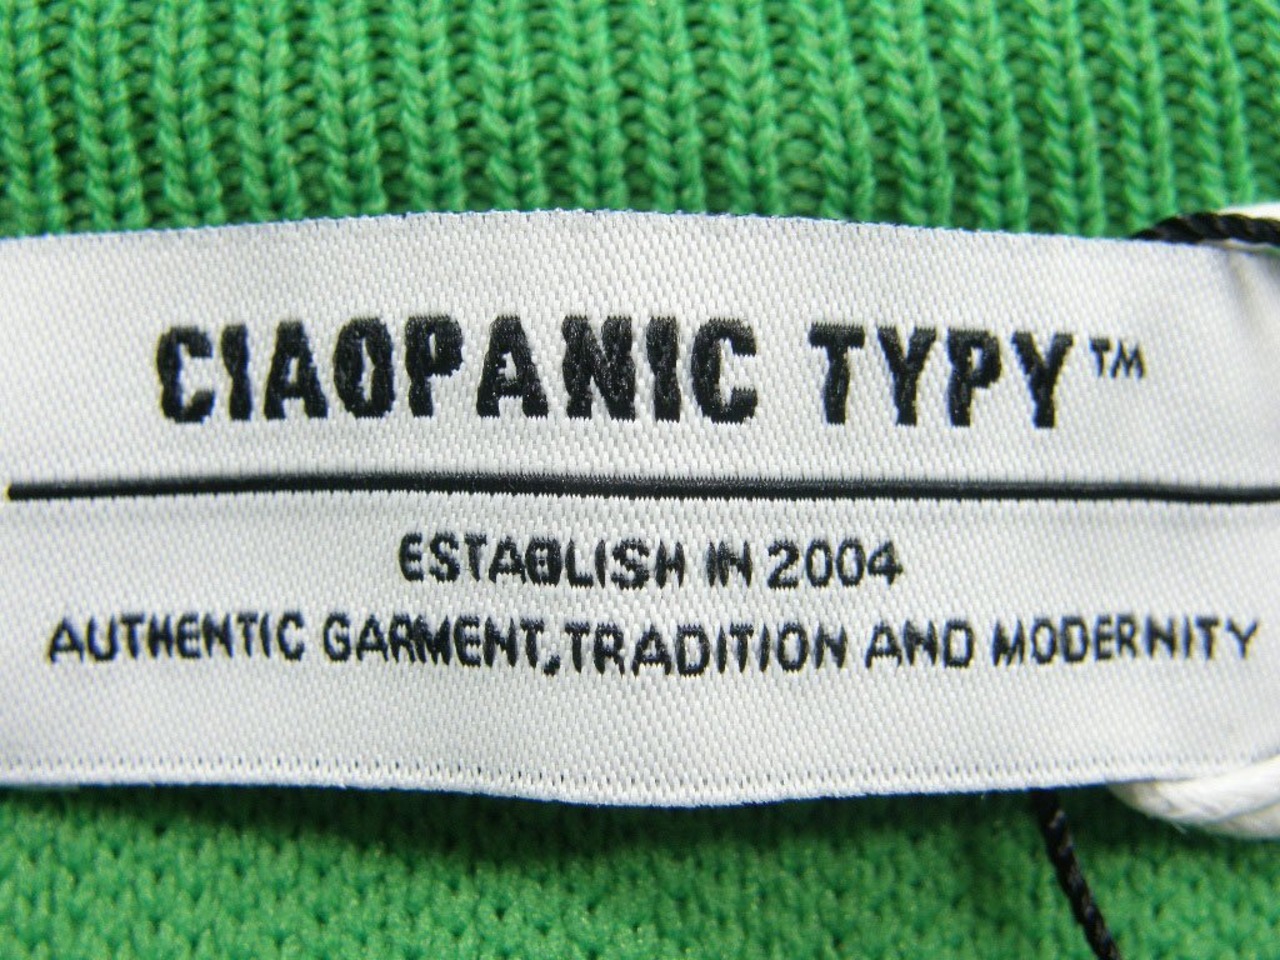 CIAOPANIC TYPY™
ESTABLISH IN 2004
AUTHENTIC GARMENT,TRADITION AND MODERNITY